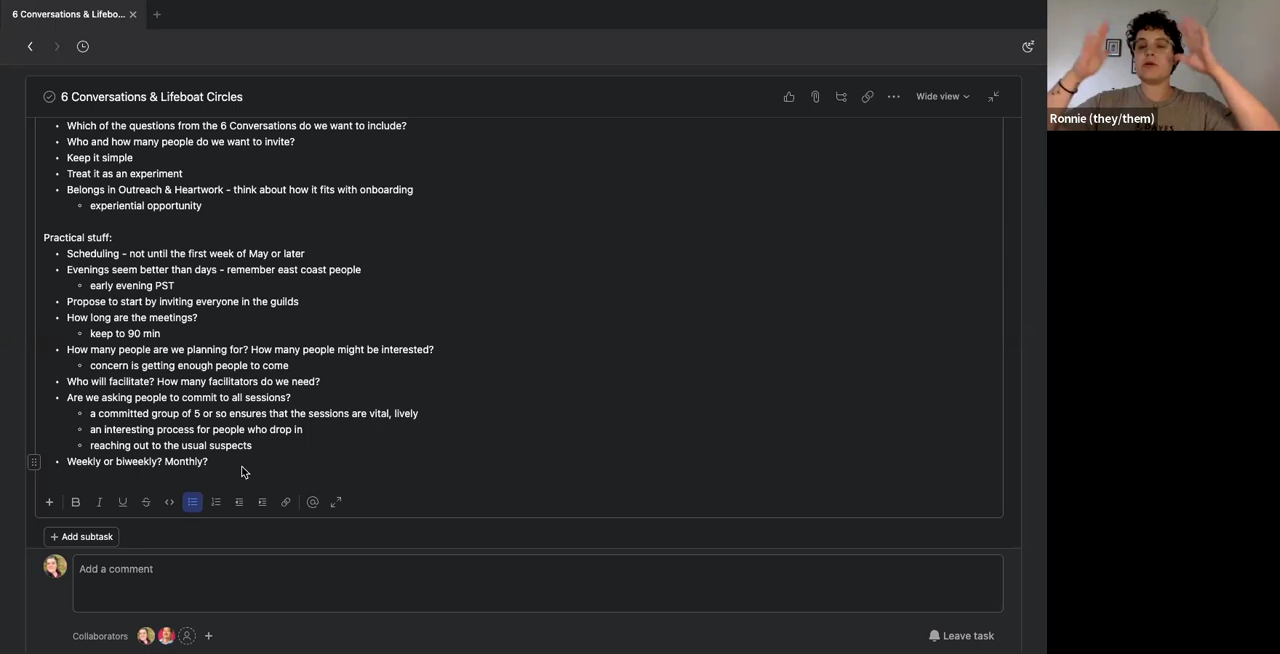 6 Conversations & Lifebo...
6 Conversations & Lifeboat Circles
Wide view
Which of the questions from the 6 Conversations do we want to include?
Who and how many people do we want to invite?
Keep it simple
Treat it as an experiment
Belongs in Outreach & Heartwork - think about how it fits with onboarding
experiential opportunity
Practical stuff:
Scheduling - not until the first week of May or later
Evenings seem better than days - remember east coast people
early evening PST
Propose to start by inviting everyone in the guilds
How long are the meetings?
keep to 90 min
How many people are we planning for? How many people might be interested?
concern is getting enough people to come
Who will facilitate? How many facilitators do we need?
Are we asking people to commit to all sessions?
a committed group of 5 or so ensures that the sessions are vital, lively
an interesting process for people who drop in
reaching out to the usual suspects
Weekly or biweekly? Monthly?
+ Add subtask
Add a comment
Collaborators
Leave task
Ronnie (they/them)